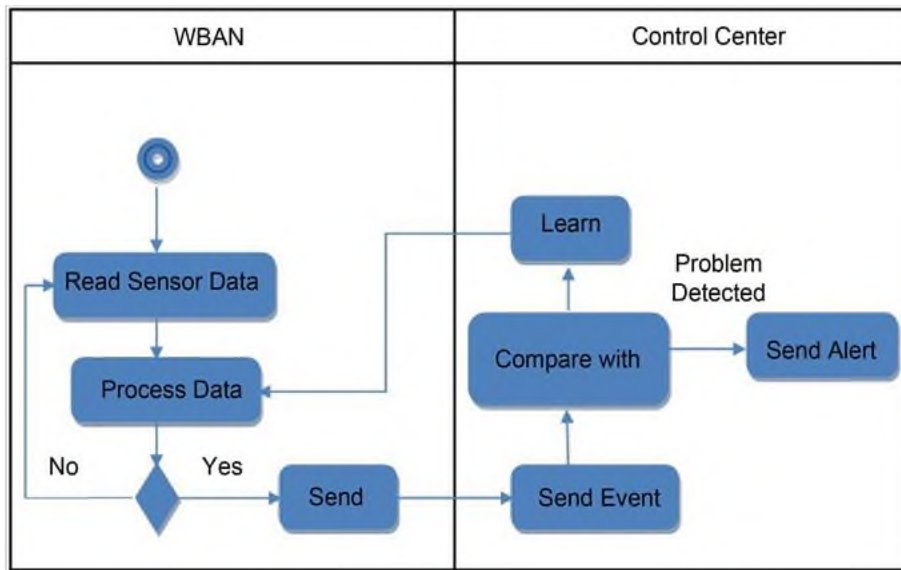 WBAN
Control Center
Read Sensor Data
Process Data
No
Yes
Send
Send Event
Compare with
Learn
Problem
Detected
Send Alert